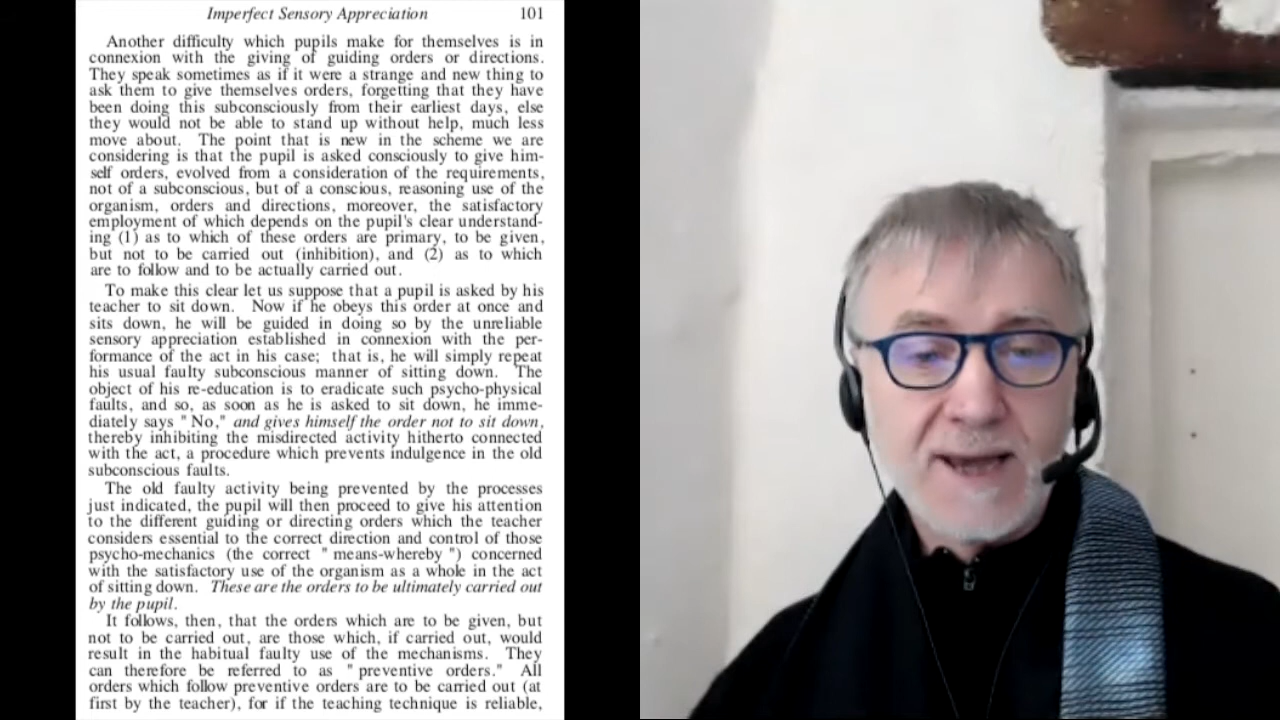 Imperfect Sensory Appreciation 101
Another difficulty which pupils make for themselves is in
connexion with the giving of guiding orders or directions.
They speak sometimes as if it were a strange and new thing to
ask them to give themselves orders, forgetting that they have
been doing this subconsciously from their earliest days, else
they would not be able to stand up without help, much less
move about. The point that is new in the scheme we are
considering is that the pupil is asked consciously to give him-
self orders, evolved from a consideration of the requirements,
not of a subconscious, but of a conscious, reasoning use of the
organism, orders and directions, moreover, the satisfactory
employment of which depends on the pupil's clear understand-
ing (1) as to which of these orders are primary, to be given,
but not to be carried out (inhibition), and (2) as to which
are to follow and to be actually carried out.
To make this clear let us suppose that a pupil is asked by his
teacher to sit down. Now if he obeys this order at once and
sits down, he will be guided in doing so by the unreliable
sensory appreciation established in connexion with the per-
formance of the act in his case; that is, he will simply repeat
his usual faulty subconscious manner of sitting down. The
object of his re-education is to eradicate such psycho-physical
faults, and so, as soon as he is asked to sit down, he imme-
diately says "No," and gives himself the order not to sit down,
thereby inhibiting the misdirected activity hitherto connected
with the act, a procedure which prevents indulgence in the old
subconscious faults.
The old faulty activity being prevented by the processes
just indicated, the pupil will then proceed to give his attention
to the different guiding or directing orders which the teacher
considers essential to the correct direction and control of those
psycho-mechanics (the correct "means-whereby") concerned
with the satisfactory use of the organism as a whole in the act
of sitting down. These are the orders to be ultimately carried out
by the pupil.
It follows, then, that the orders which are to be given, but
not to be carried out, are those which, if carried out, would
result in the habitual faulty use of the mechanisms. They
can therefore be referred to as "preventive orders." All
orders which follow preventive orders are to be carried out (at
first by the teacher), for if the teaching technique is reliable,